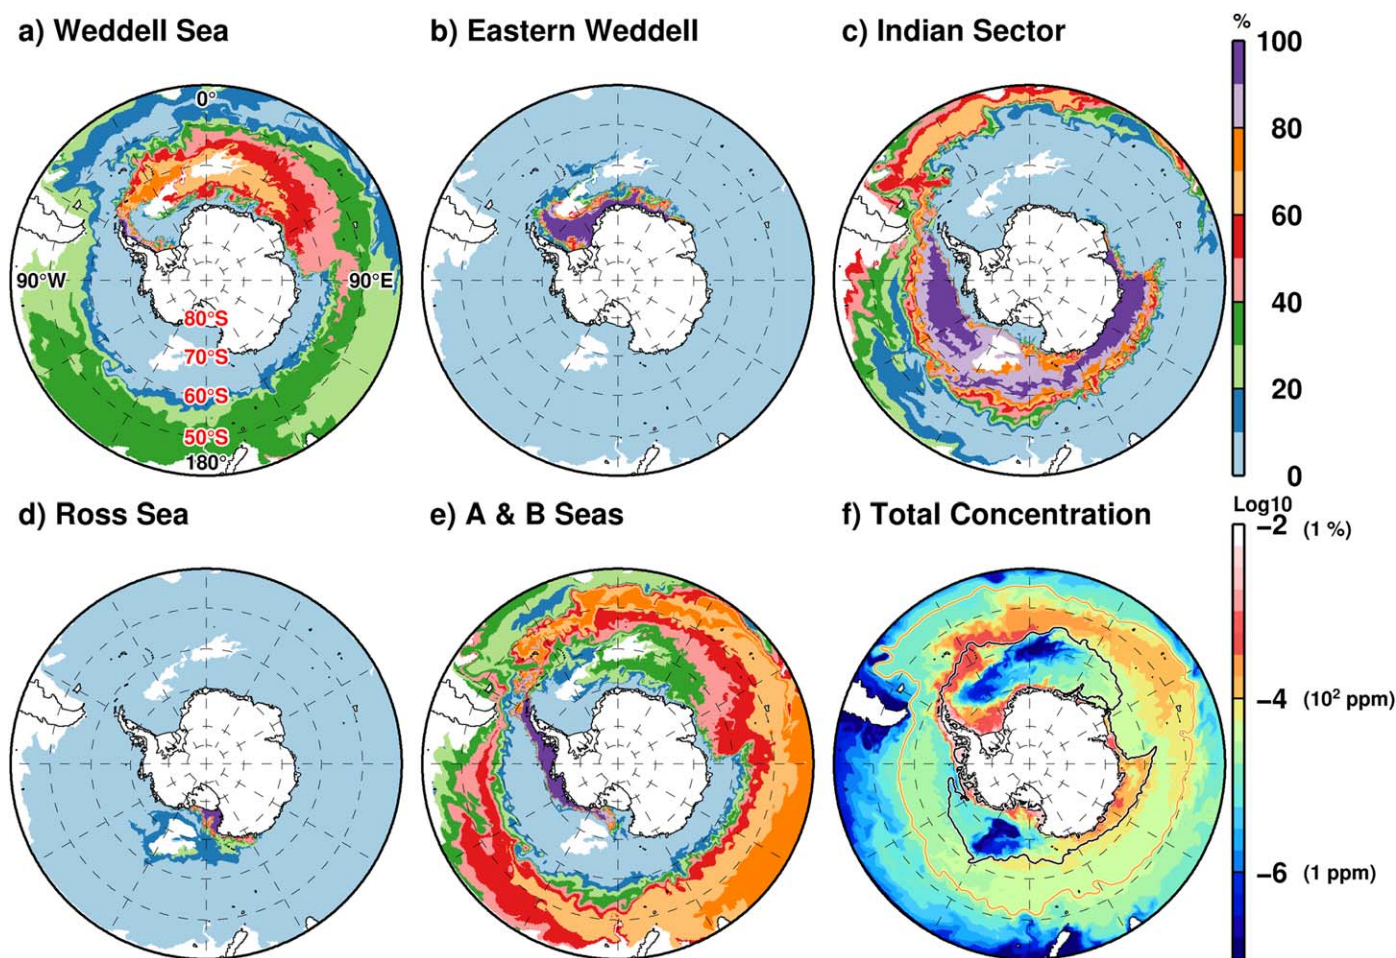 a) Weddell Sea
b) Eastern Weddell
c) Indian Sector
%
100
80
60
40
20
0
0°
90°W
90°E
80°S
70°S
60°S
50°S
180°
d) Ross Sea
e) A & B Seas
f) Total Concentration
Log10
−2 (1 %)
−4 (10² ppm)
−6 (1 ppm)